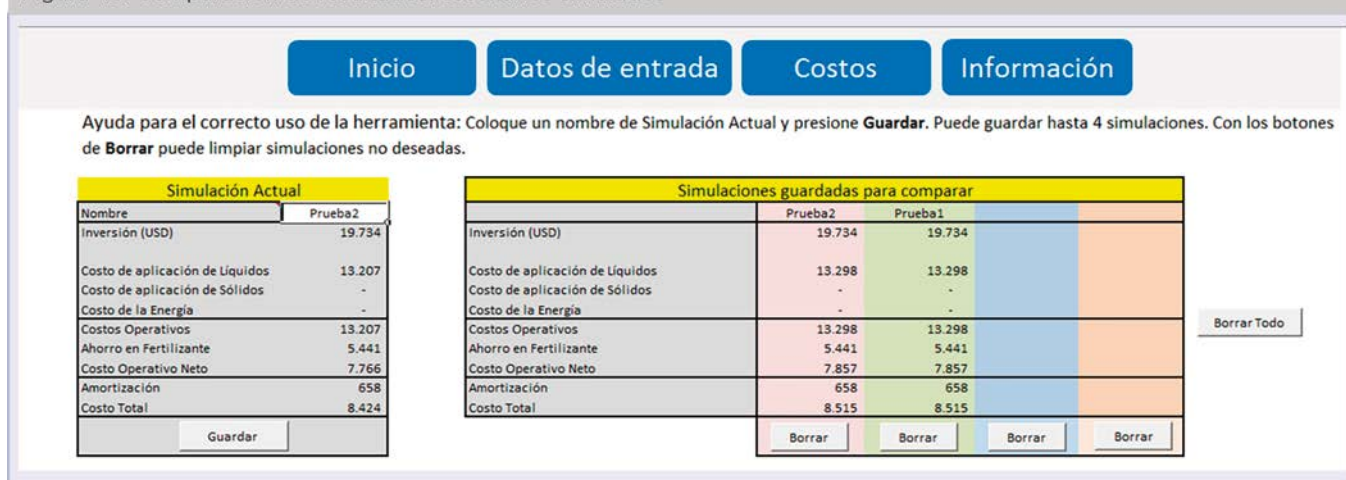 Inicio Datos de entrada Costos Información
Ayuda para el correcto uso de la herramienta: Coloque un nombre de Simulación Actual y presione Guardar. Puede guardar hasta 4 simulaciones. Con los botones
de Borrar puede limpiar simulaciones no deseadas.
Simulación Actual
Nombre Prueba2
Inversión (USD) 19.734
Costo de aplicación de Líquidos 13.207
Costo de aplicación de Sólidos -
Costo de la Energía -
Costos Operativos 13.207
Ahorro en Fertilizante 5.441
Costo Operativo Neto 7.766
Amortización 658
Costo Total 8.424
Guardar
Simulaciones guardadas para comparar
Prueba2 Prueba1
Inversión (USD) 19.734 19.734
Costo de aplicación de Líquidos 13.298 13.298
Costo de aplicación de Sólidos - -
Costo de la Energía - -
Costos Operativos 13.298 13.298
Ahorro en Fertilizante 5.441 5.441
Costo Operativo Neto 7.857 7.857
Amortización 658 658
Costo Total 8.515 8.515
Borrar Borrar Borrar Borrar
Borrar Todo